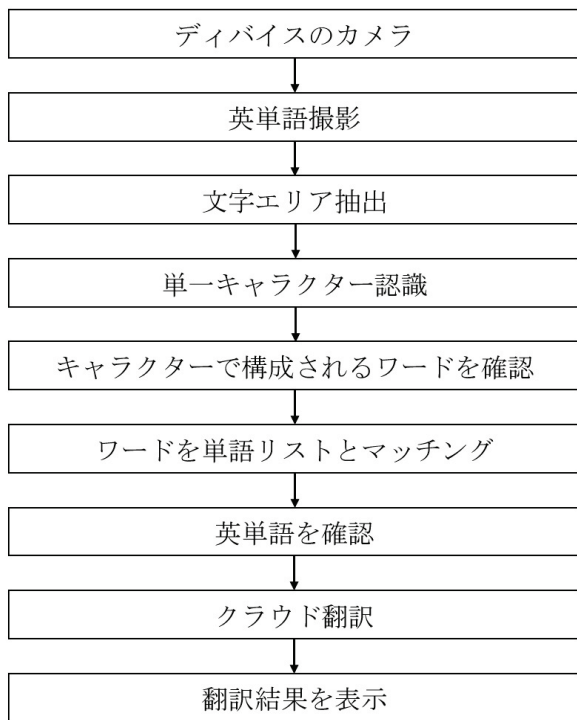 ディバイスのカメラ
英単語撮影
文字エリア抽出
単一キャラクター認識
キャラクターで構成されるワードを確認
ワードを単語リストとマッチング
英単語を確認
クラウド翻訳
翻訳結果を表示